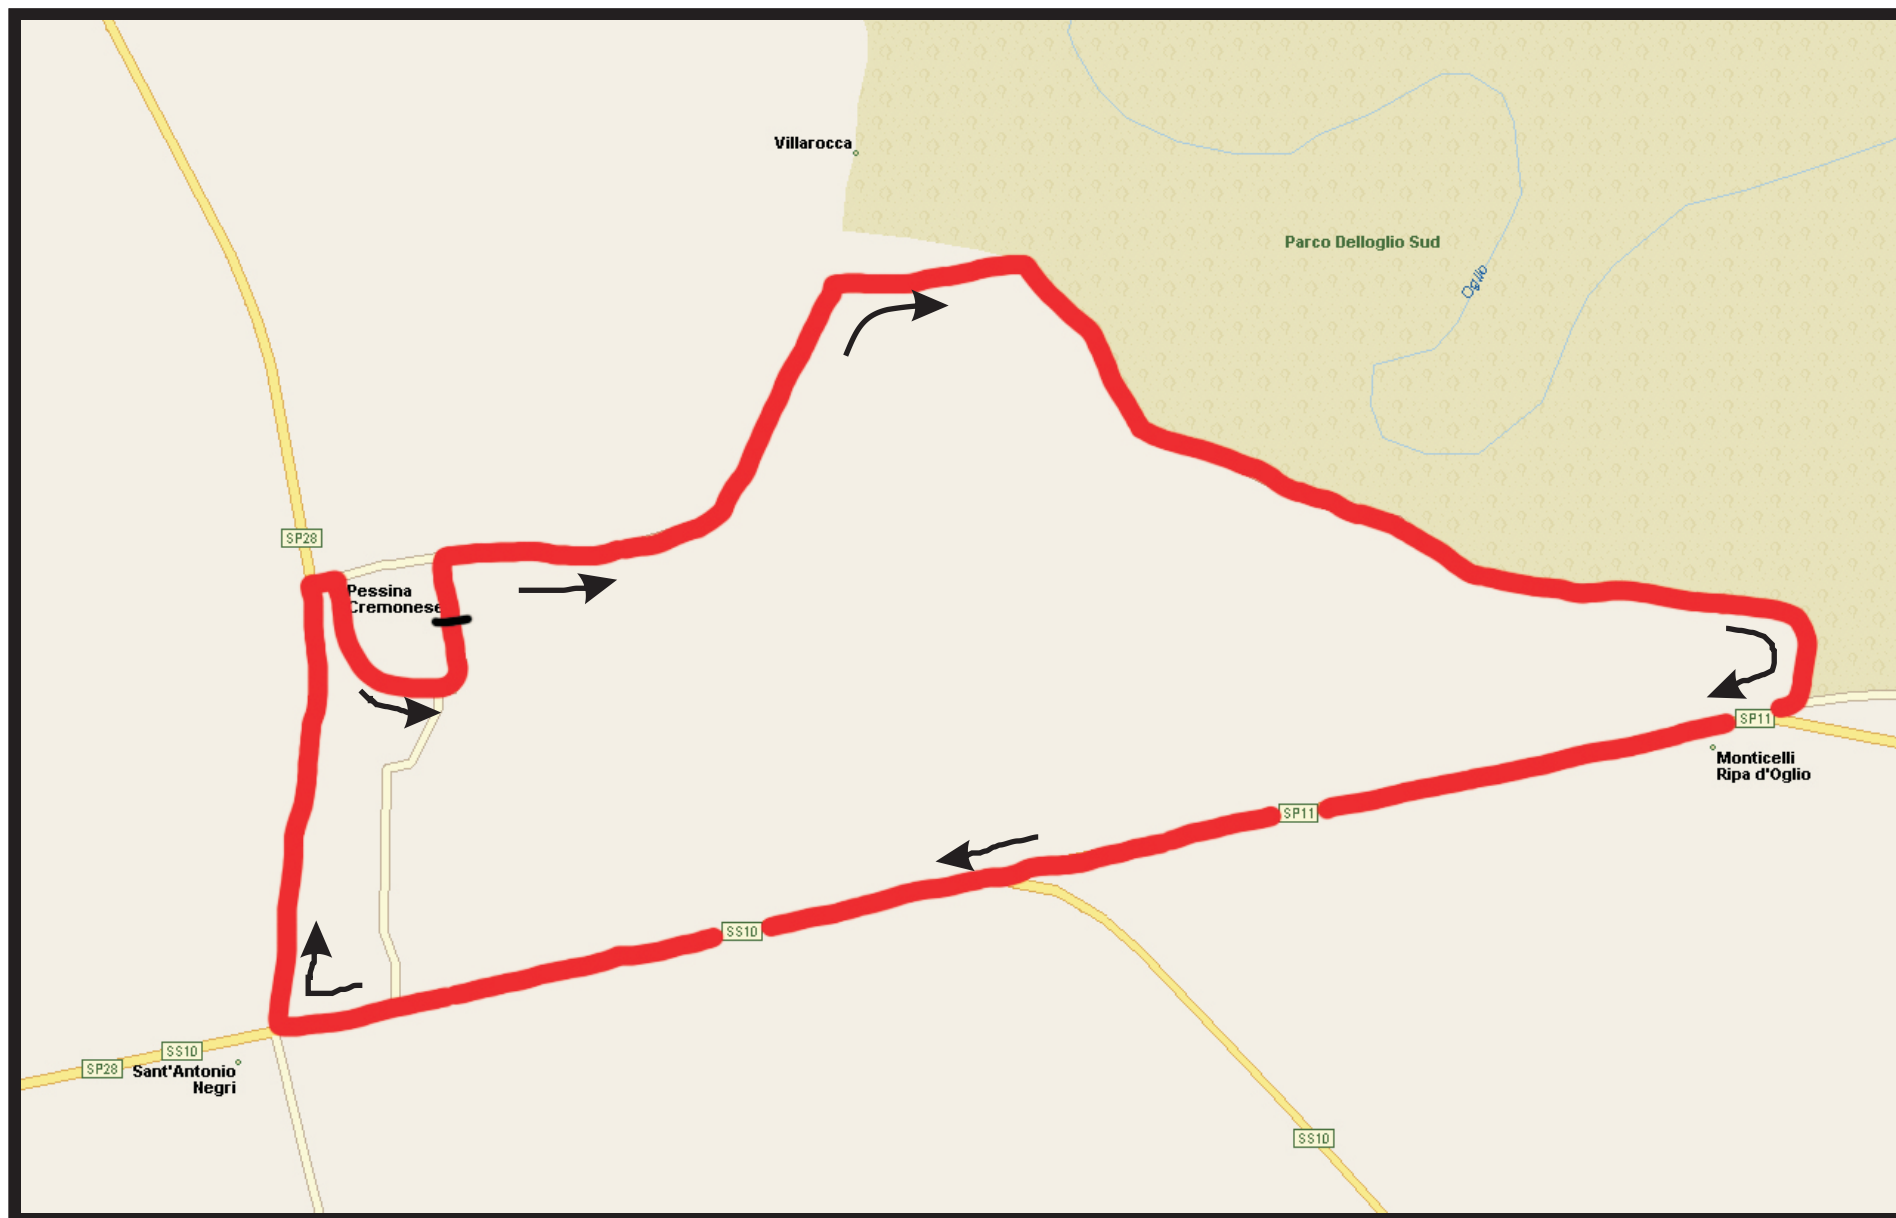 Villarocca
Parco Delloglio Sud
Oglio
SP28
Pessina
Cremonese
SP11
Monticelli
Ripa d'Oglio
SP11
SS10
SS10
SP28
Sant'Antonio
Negri
SS10